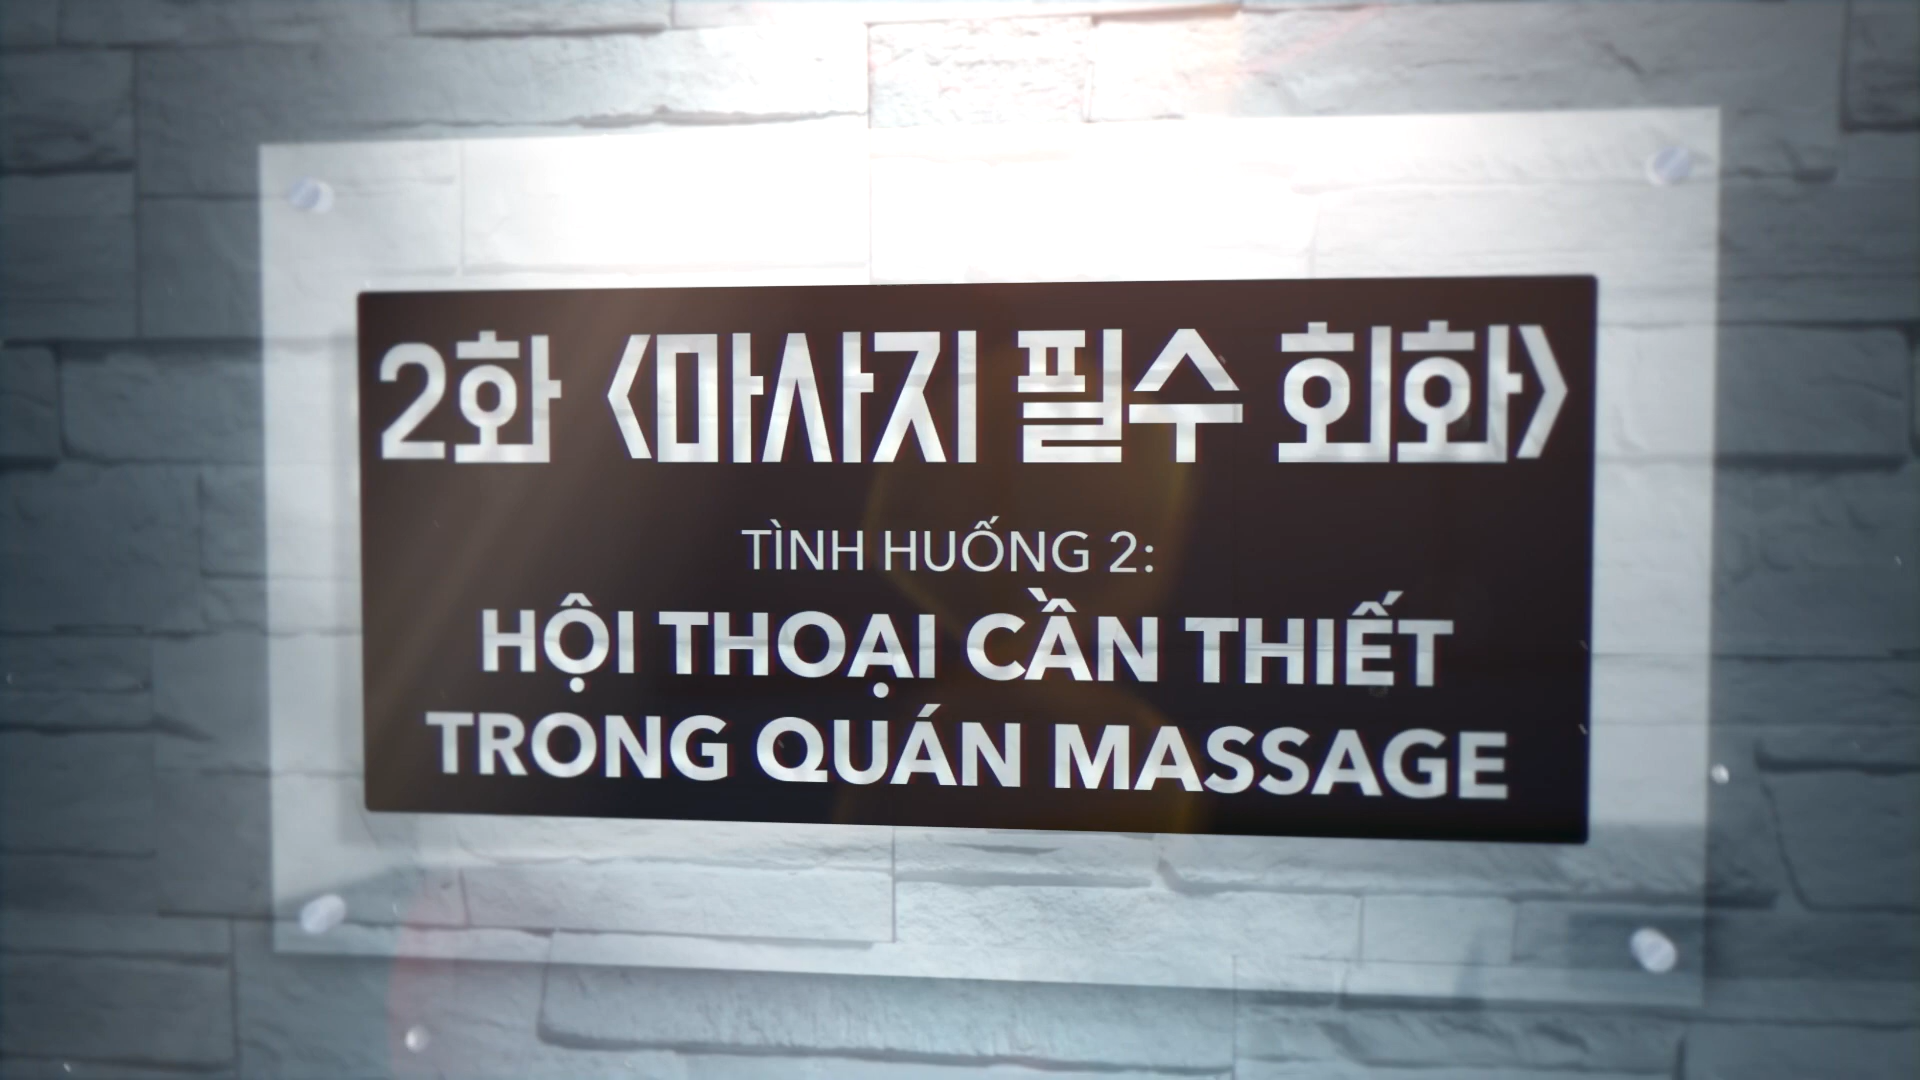 2화 〈마사지 필수 회화〉
TÌNH HUỐNG 2:
HỘI THOẠI CẦN THIẾT
TRONG QUÁN MASSAGE